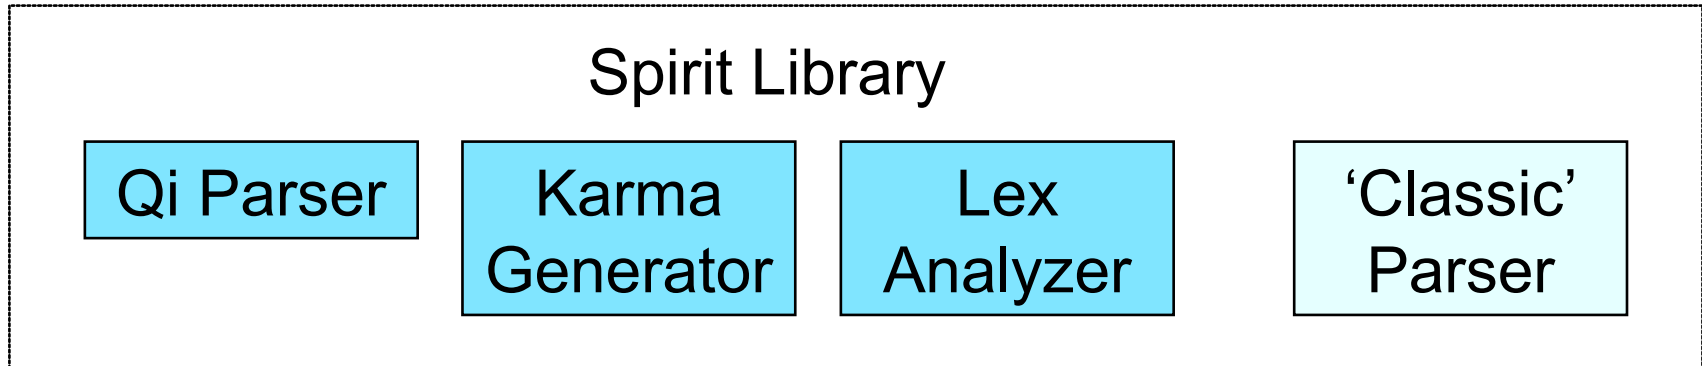 Spirit Library
Qi Parser
Karma
Generator
Lex
Analyzer
‘Classic’
Parser